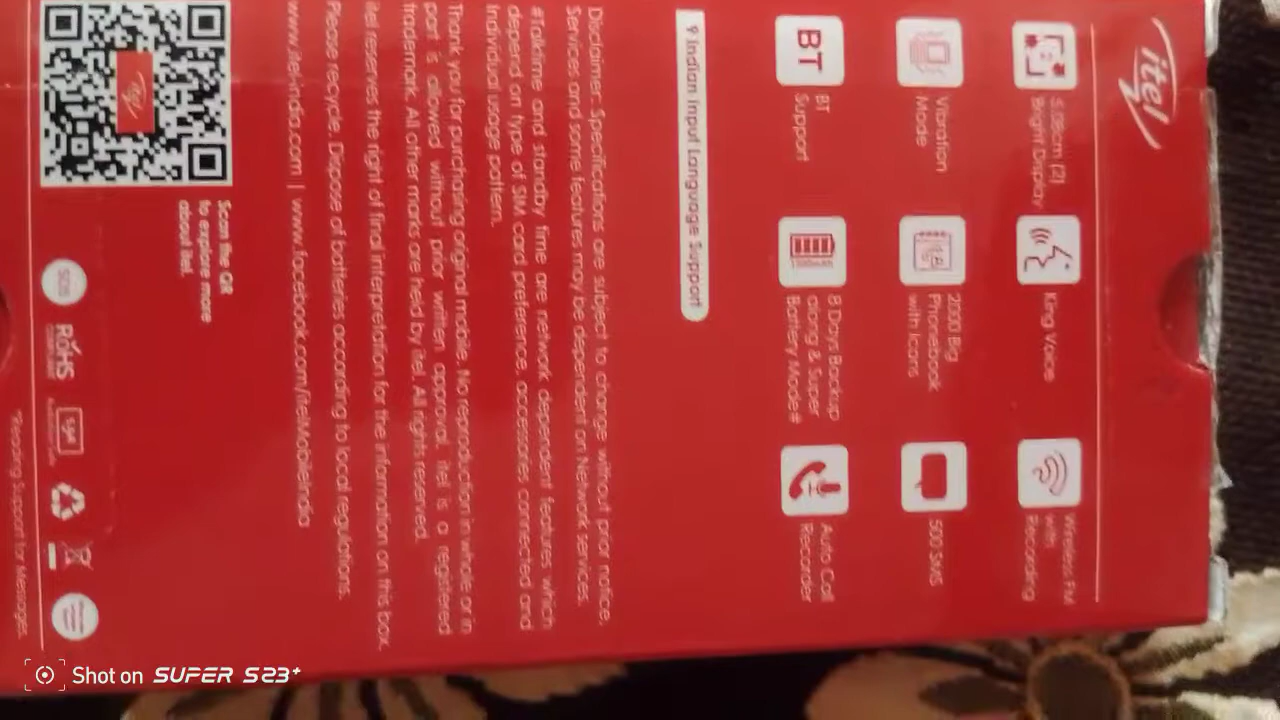 itel
5.08cm (2)
Bright Display
King Voice
Wireless FM
with
Recording
Vibration
Mode
2000 Big
Phonebook
with Icons
500 SMS
BT
BT
Support
8 Days Backup
along & Super
Battery Mode#
Auto Call
Recorder
9 Indian Input Language Support
Disclaimer: Specifications are subject to change without prior notice,
Services and some features may be dependent on Network services.
#Talktime and standby time are network dependent features which
depend on type of SIM card preference, accessories connected and
individual usage pattern.
Thank you for purchasing original mobile. No reproduction in whole or in
part is allowed without prior written approval. itel is a registered
trademark. All other marks are held by itel. All rights reserved.
itel reserves the right of final interpretation for the information on this box.
Please recycle. Dispose of batteries according to local regulations.
www.itel-india.com || www.facebook.com/itelMobileIndia
Scan the QR
to explore more
about itel.
RoHS
*Reading Support for Messages
Shot on SUPER S23+